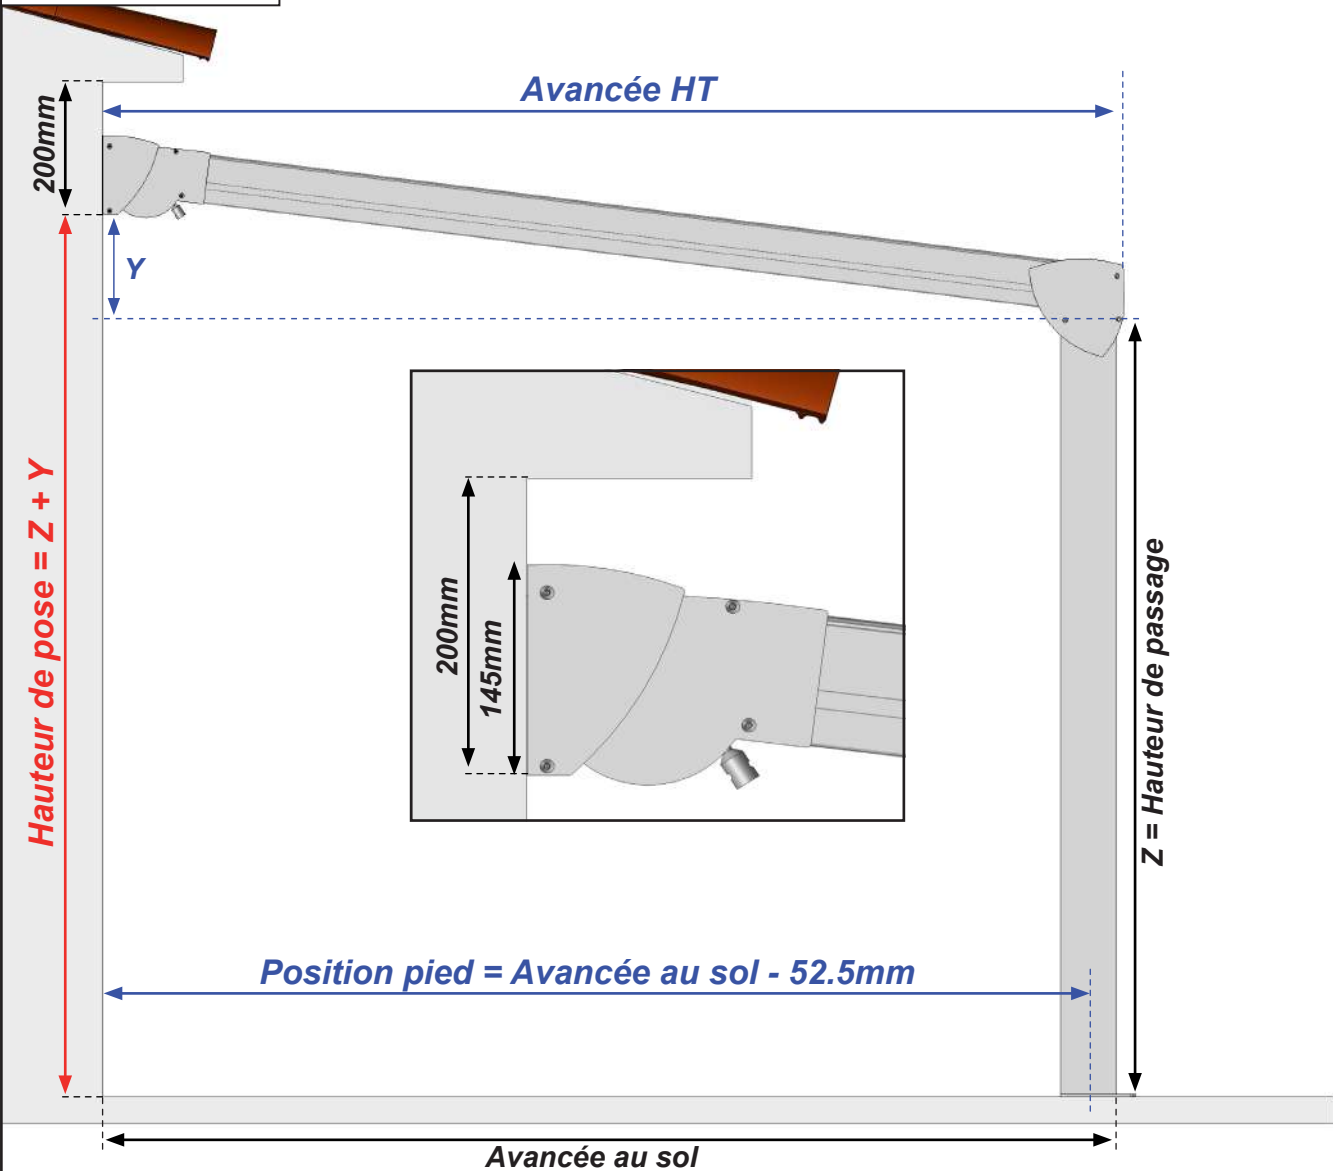 Avancée HT
200mm
Y
Hauteur de pose = Z + Y
200mm
145mm
Z = Hauteur de passage
Position pied = Avancée au sol - 52.5mm
Avancée au sol